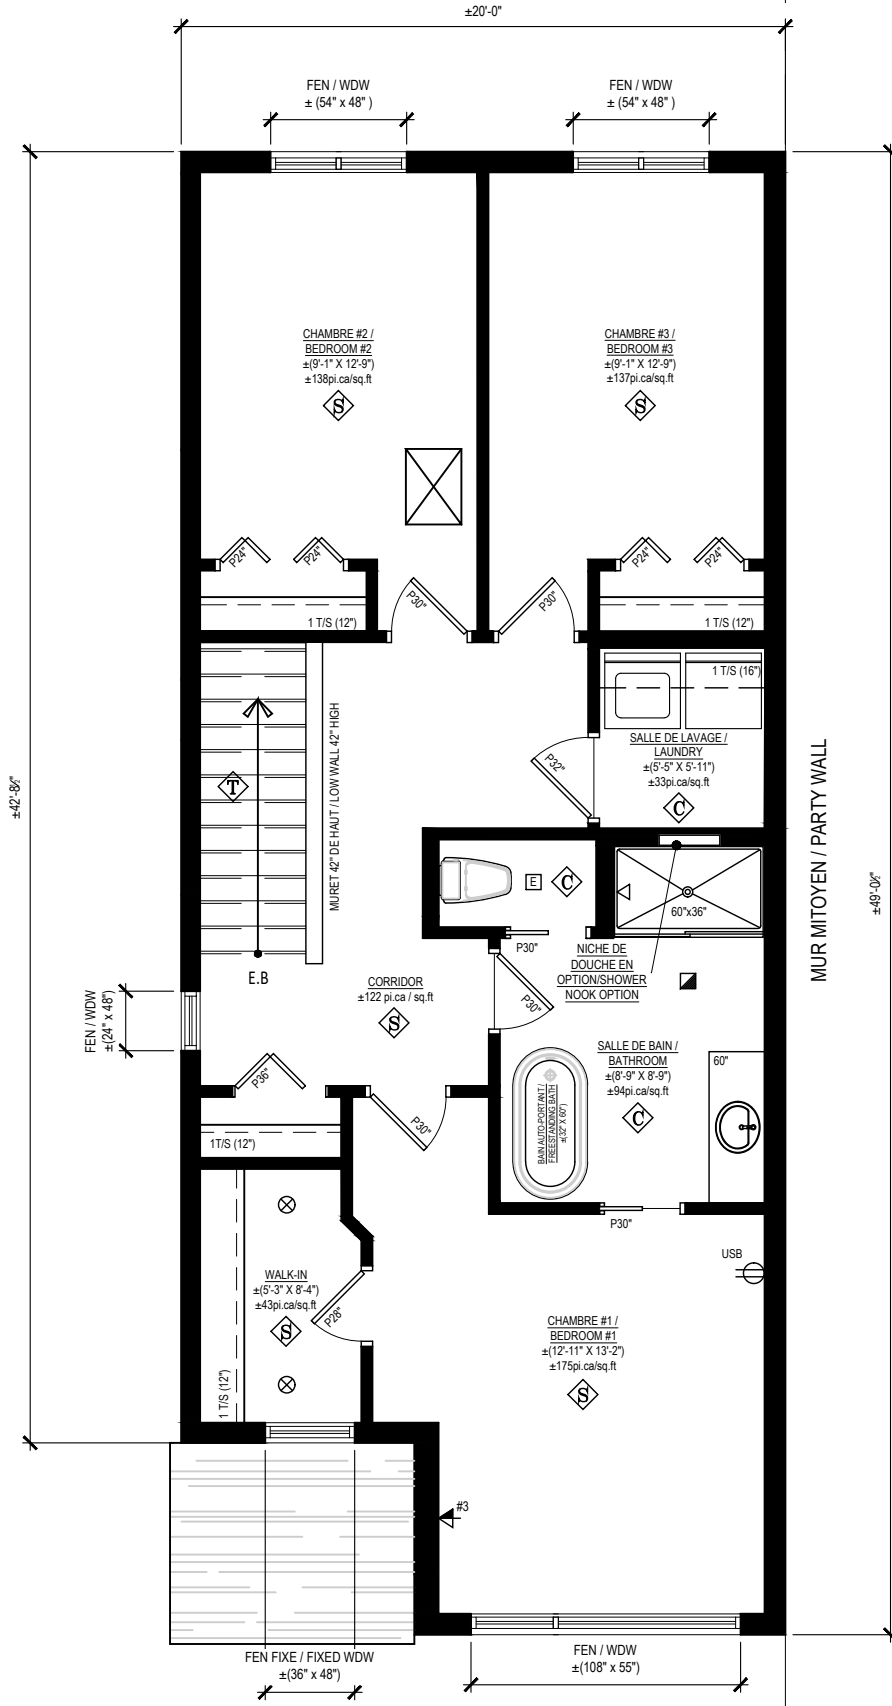 ±20'-0"
FEN / WDW
± (54" x 48" )
FEN / WDW
± (54" x 48" )
CHAMBRE #2 /
BEDROOM #2
±(9'-1" X 12'-9")
±138pi.ca/sq.ft
S
CHAMBRE #3 /
BEDROOM #3
±(9'-1" X 12'-9")
±137pi.ca/sq.ft
S
P24"
P24"
P24"
P24"
1 T/S (12")
P30"
P30"
1 T/S (12")
1 T/S (16")
MURET 42" DE HAUT / LOW WALL 42" HIGH
T
P32"
SALLE DE LAVAGE /
LAUNDRY
±(5'-5" X 5'-11")
±33pi.ca/sq.ft
C
±42'-8½"
MUR MITOYEN / PARTY WALL
±49'-0½"
E
C
60"x36"
P30"
NICHE DE
DOUCHE EN
OPTION/SHOWER
NOOK OPTION
E.B
CORRIDOR
±122 pi.ca / sq.ft
S
P30"
FEN / WDW
±(24" x 48")
SALLE DE BAIN /
BATHROOM
±(8'-9" X 8'-9")
±94pi.ca/sq.ft
C
60"
P36"
BAIN AUTO-PORTANT /
FREESTANDING BATH
±(32" X 60")
P30"
1T/S (12")
P30"
USB
WALK-IN
±(5'-3" X 8'-4")
±43pi.ca/sq.ft
S
P28"
1 T/S (12")
CHAMBRE #1 /
BEDROOM #1
±(12'-11" X 13'-2")
±175pi.ca/sq.ft
S
#3
FEN FIXE / FIXED WDW
±(36" x 48")
FEN / WDW
±(108" x 55")